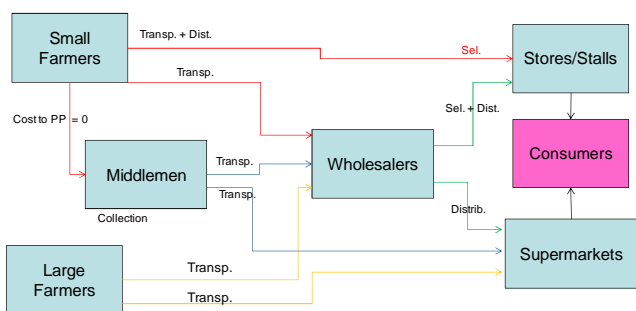 Small
Farmers
Transp. + Dist.
Sel.
Stores/Stalls
Transp.
Cost to PP = 0
Sel. + Dist.
Middlemen
Transp.
Wholesalers
Consumers
Transp.
Collection
Distrib.
Large
Farmers
Transp.
Transp.
Supermarkets